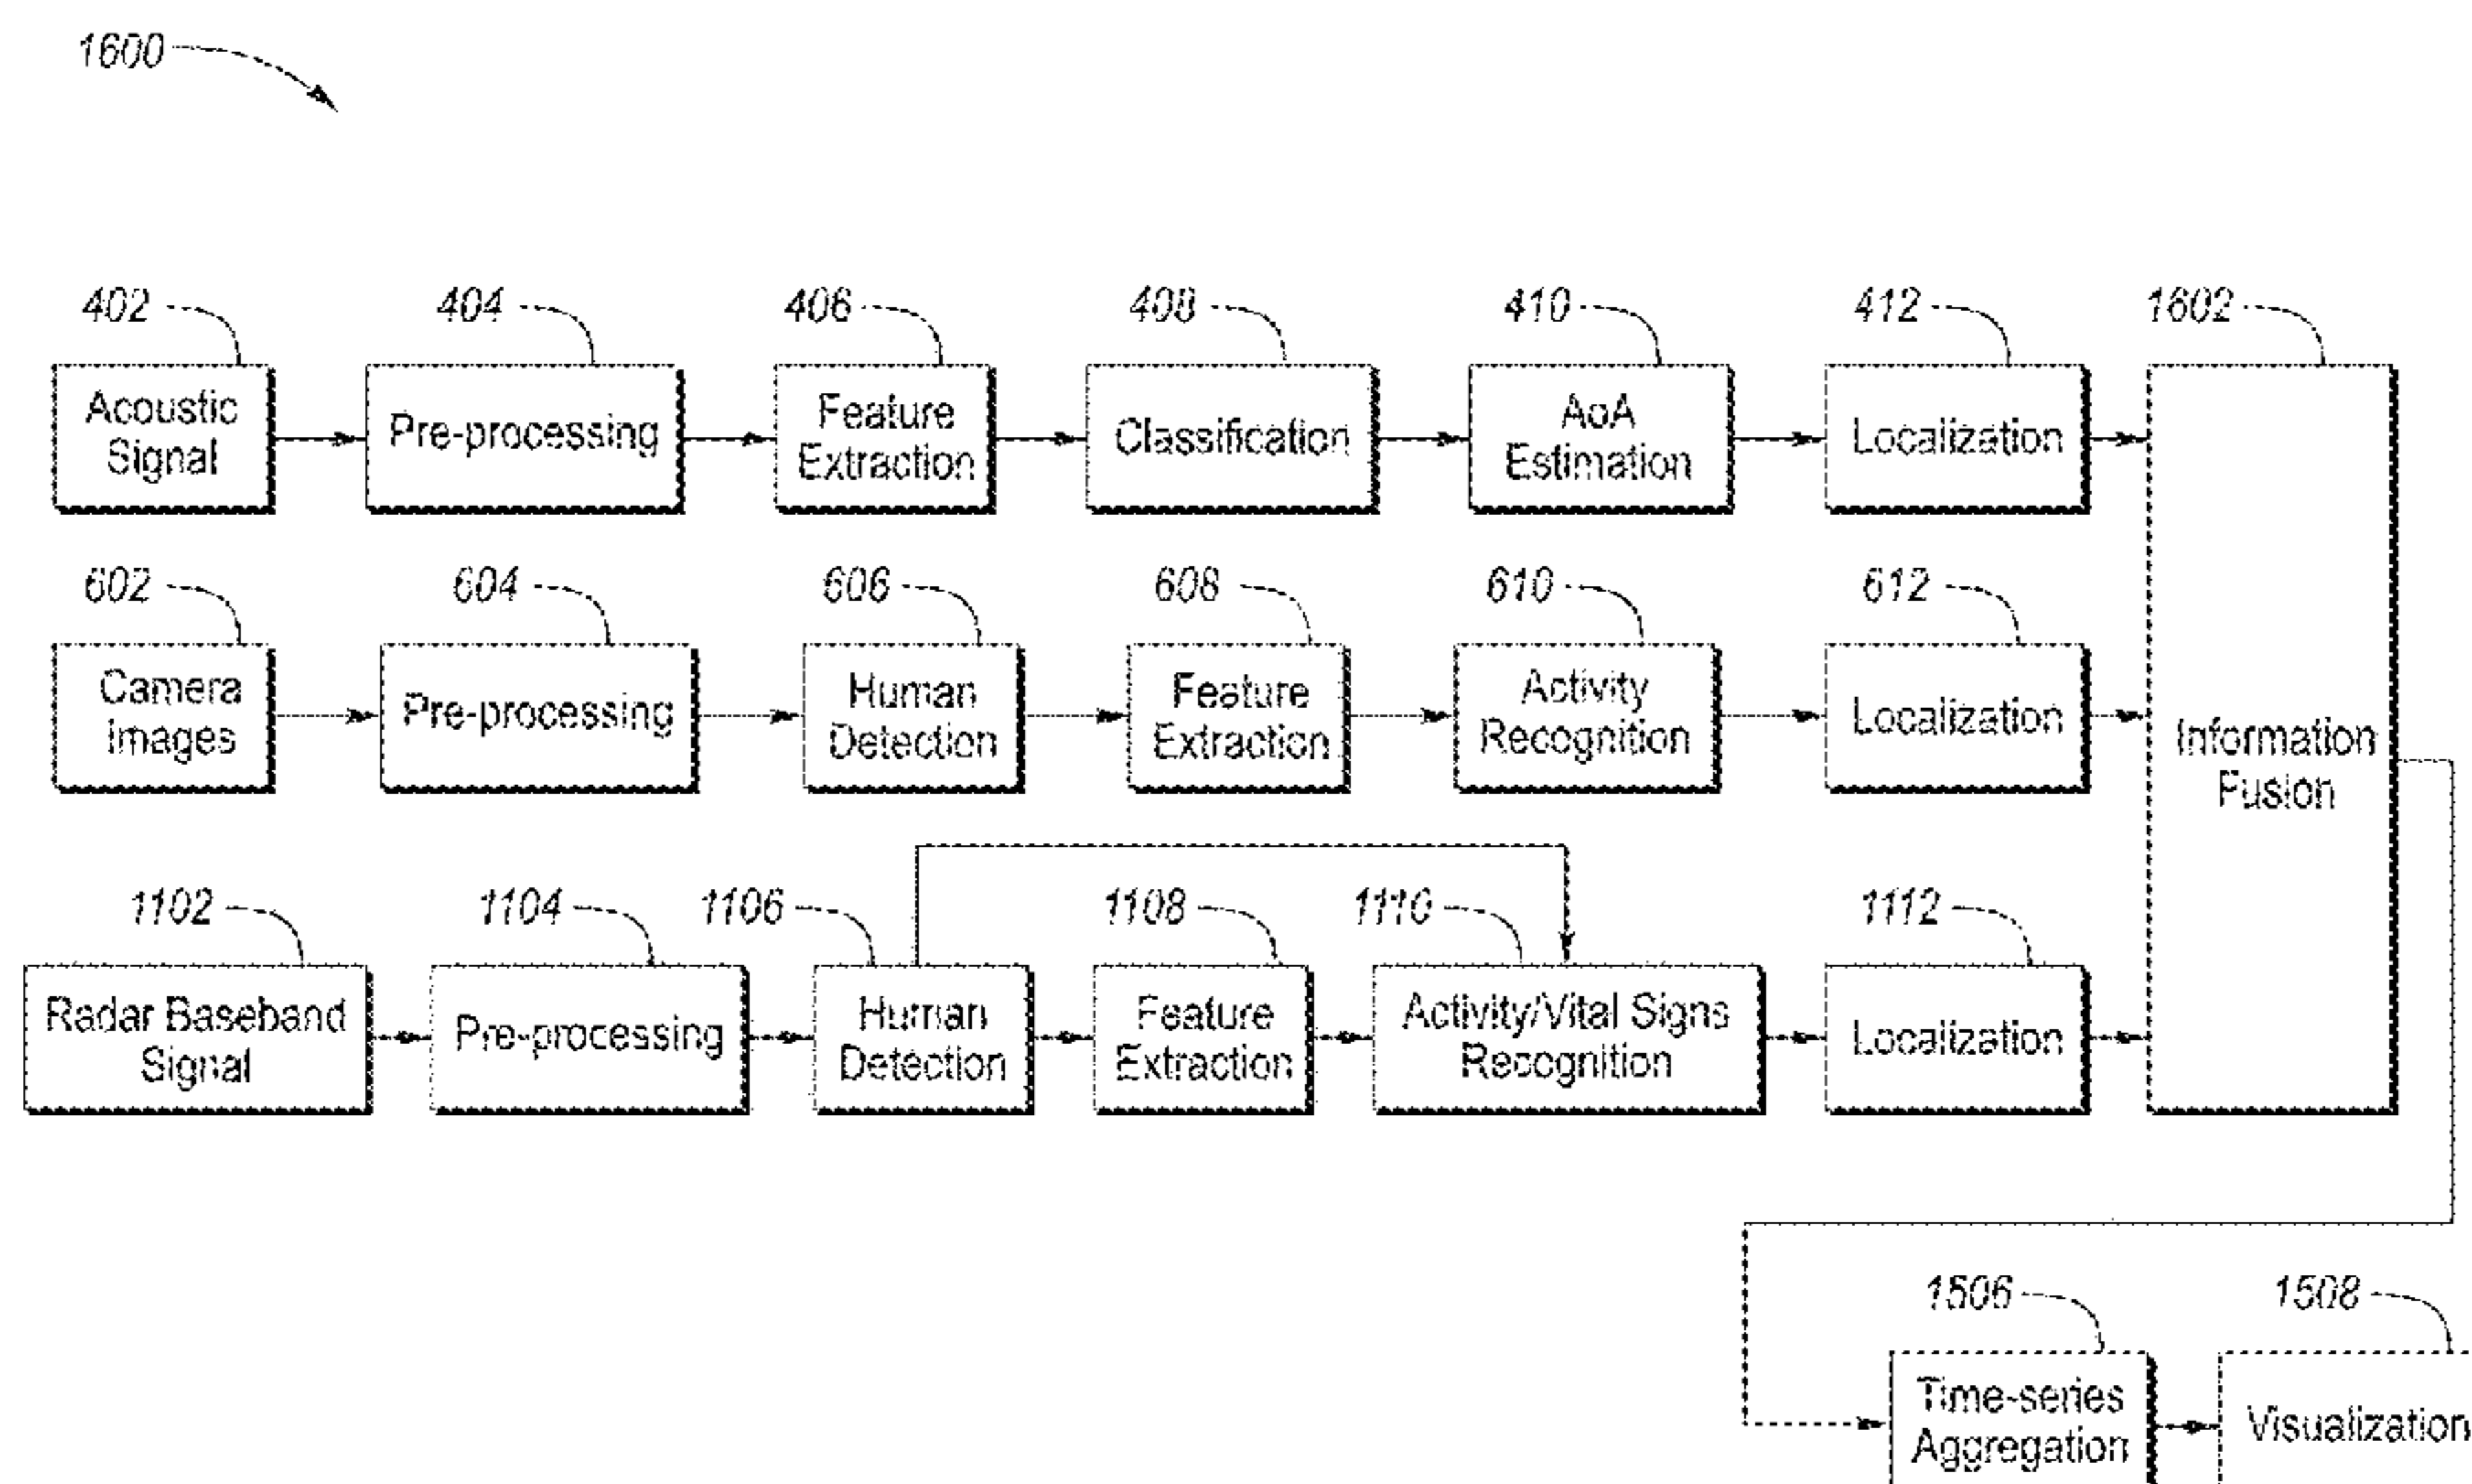 1600
402
404
406
408
410
412
1602
Acoustic
Signal
Pre-processing
Feature
Extraction
Classification
AoA
Estimation
Localization
602
604
606
608
610
612
Camera
Images
Pre-processing
Human
Detection
Feature
Extraction
Activity
Recognition
Localization
Information
Fusion
1102
1104
1106
1108
1110
1112
Radar Baseband
Signal
Pre-processing
Human
Detection
Feature
Extraction
Activity/Vital Signs
Recognition
Localization
1506
1508
Time-series
Aggregation
Visualization